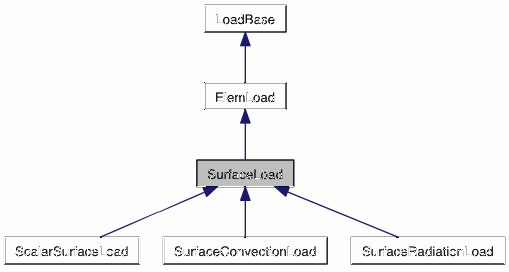 LoadBase
ElemLoad
SurfaceLoad
ScalarSurfaceLoad SurfaceConvectionLoad SurfaceRadiationLoad